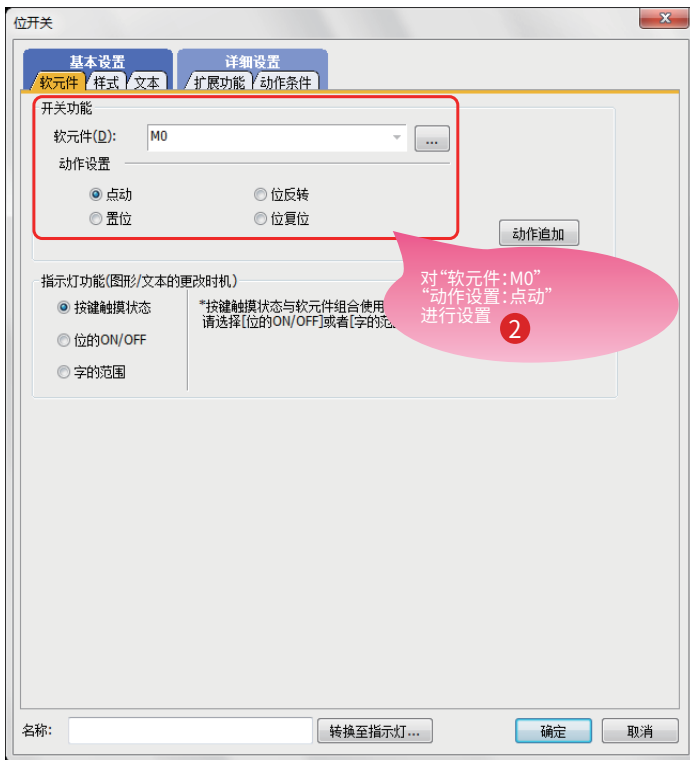 位开关
基本设置
详细设置
软元件 样式 文本
扩展功能 动作条件
开关功能
软元件(D): M0 ...
动作设置
点动 位反转
置位 位复位
动作追加
对“软元件:M0”
“动作设置:点动”
进行设置
2
指示灯功能(图形/文本的更改时机)
按键触摸状态
位的ON/OFF
字的范围
*按键触摸状态与软元件组合使用
请选择[位的ON/OFF]或者[字的范
名称: 转换至指示灯... 确定 取消